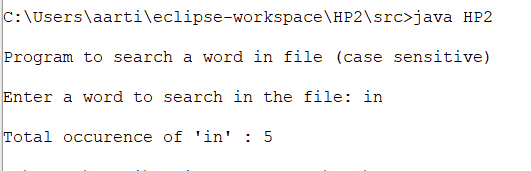 C:\Users\aarti\eclipse-workspace\HP2\src>java HP2
Program to search a word in file (case sensitive)
Enter a word to search in the file: in
Total occurence of 'in' : 5